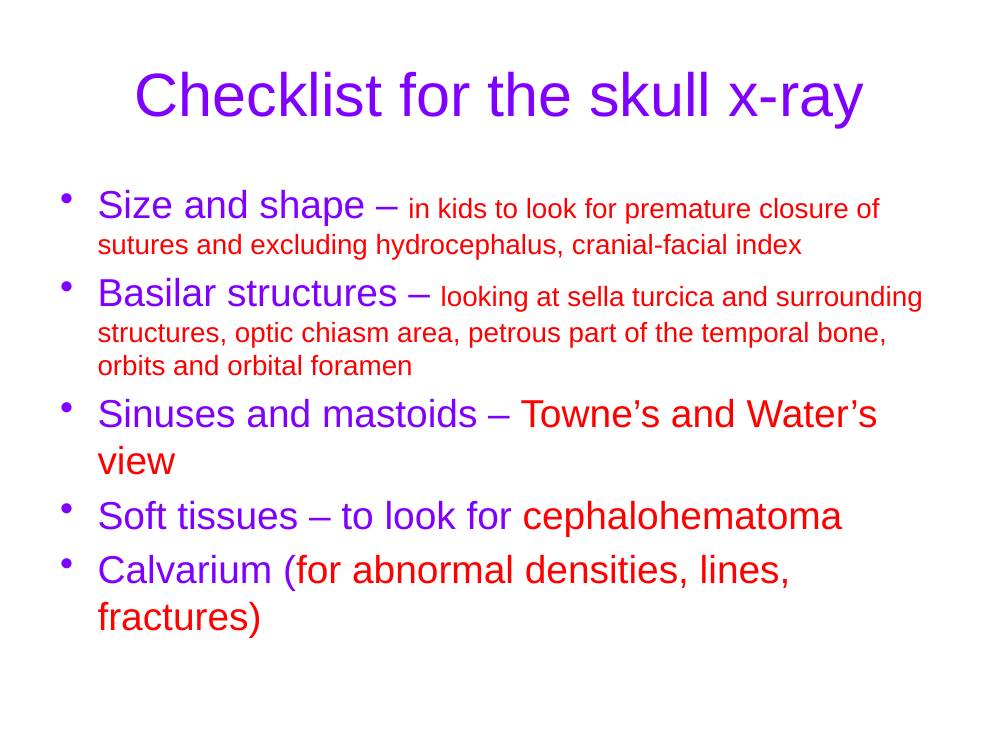 Checklist for the skull x-ray
• Size and shape – in kids to look for premature closure of
sutures and excluding hydrocephalus, cranial-facial index
• Basilar structures – looking at sella turcica and surrounding
structures, optic chiasm area, petrous part of the temporal bone,
orbits and orbital foramen
• Sinuses and mastoids – Towne’s and Water’s
view
• Soft tissues – to look for cephalohematoma
• Calvarium (for abnormal densities, lines,
fractures)